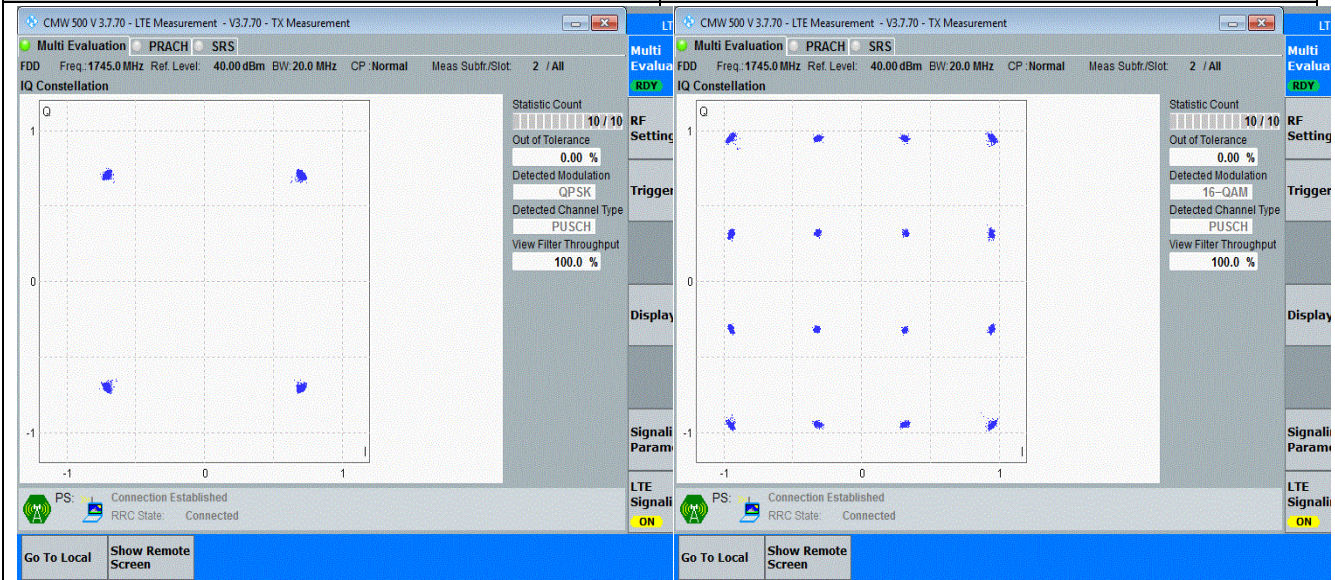 CMW 500 V 3.7.70 - LTE Measurement - V3.7.70 - TX Measurement
LT
Multi Evaluation PRACH SRS
Multi
Evalua
RDY
FDD Freq.:1745.0 MHz Ref. Level: 40.00 dBm BW:20.0 MHz CP :Normal Meas Subfr./Slot: 2 / All
IQ Constellation
Q
1
0
-1
-1 0 1
I
Statistic Count
10 / 10
Out of Tolerance
0.00 %
Detected Modulation
QPSK
Detected Channel Type
PUSCH
View Filter Throughput
100.0 %
RF
Setting
Trigger
Display
Signali
Param
LTE
Signali
ON
PS: Connection Established
RRC State: Connected
Go To Local
Show Remote
Screen
CMW 500 V 3.7.70 - LTE Measurement - V3.7.70 - TX Measurement
LT
Multi Evaluation PRACH SRS
Multi
Evalua
RDY
FDD Freq.:1745.0 MHz Ref. Level: 40.00 dBm BW:20.0 MHz CP :Normal Meas Subfr./Slot: 2 / All
IQ Constellation
Q
1
0
-1
-1 0 1
I
Statistic Count
10 / 10
Out of Tolerance
0.00 %
Detected Modulation
16-QAM
Detected Channel Type
PUSCH
View Filter Throughput
100.0 %
RF
Setting
Trigger
Display
Signali
Param
LTE
Signali
ON
PS: Connection Established
RRC State: Connected
Go To Local
Show Remote
Screen